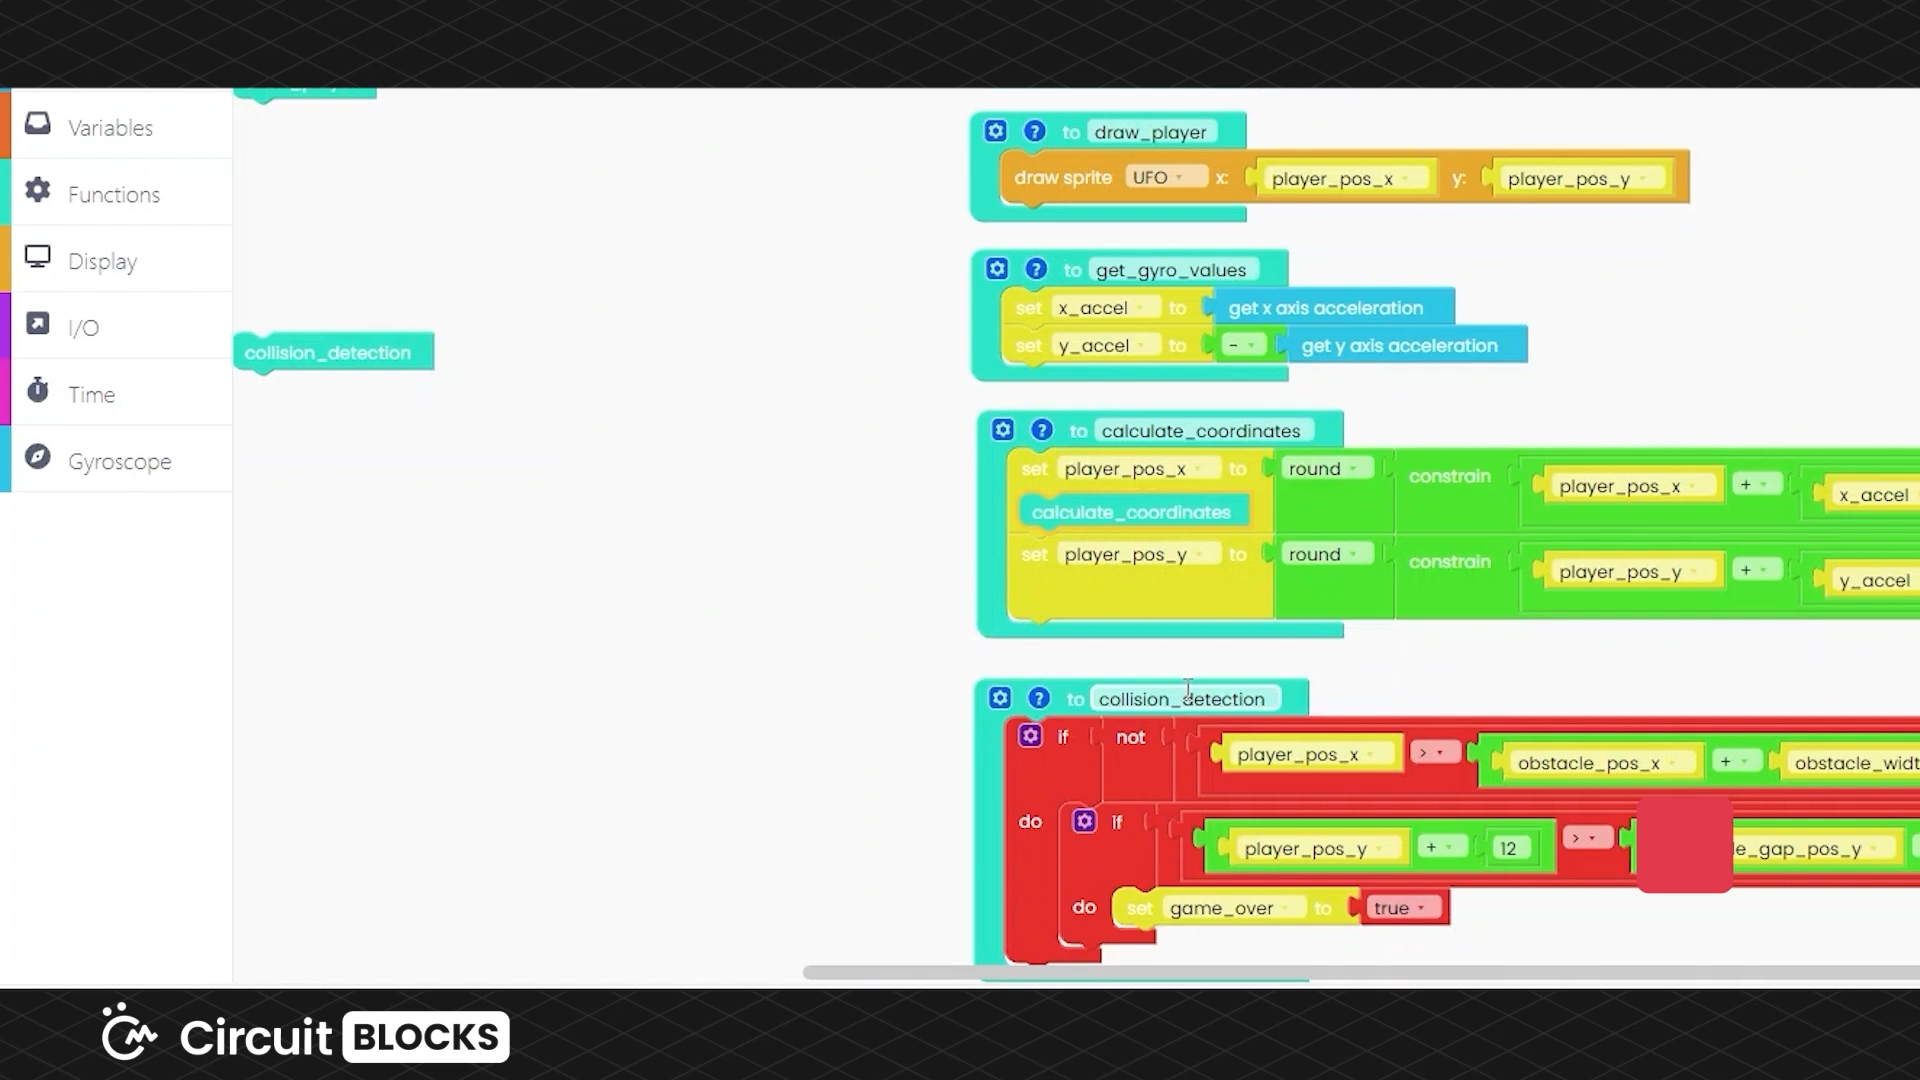 Variables
Functions
Display
I/O
Time
Gyroscope
collision_detection
to draw_player
draw sprite UFO x: player_pos_x y: player_pos_y
to get_gyro_values
set x_accel to get x axis acceleration
set y_accel to - get y axis acceleration
to calculate_coordinates
set player_pos_x to round constrain player_pos_x + x_accel
calculate_coordinates
set player_pos_y to round constrain player_pos_y + y_accel
to collision_detection
if not player_pos_x > obstacle_pos_x + obstacle_widt
do if player_pos_y + 12 > le_gap_pos_y
do set game_over to true
Circuit BLOCKS